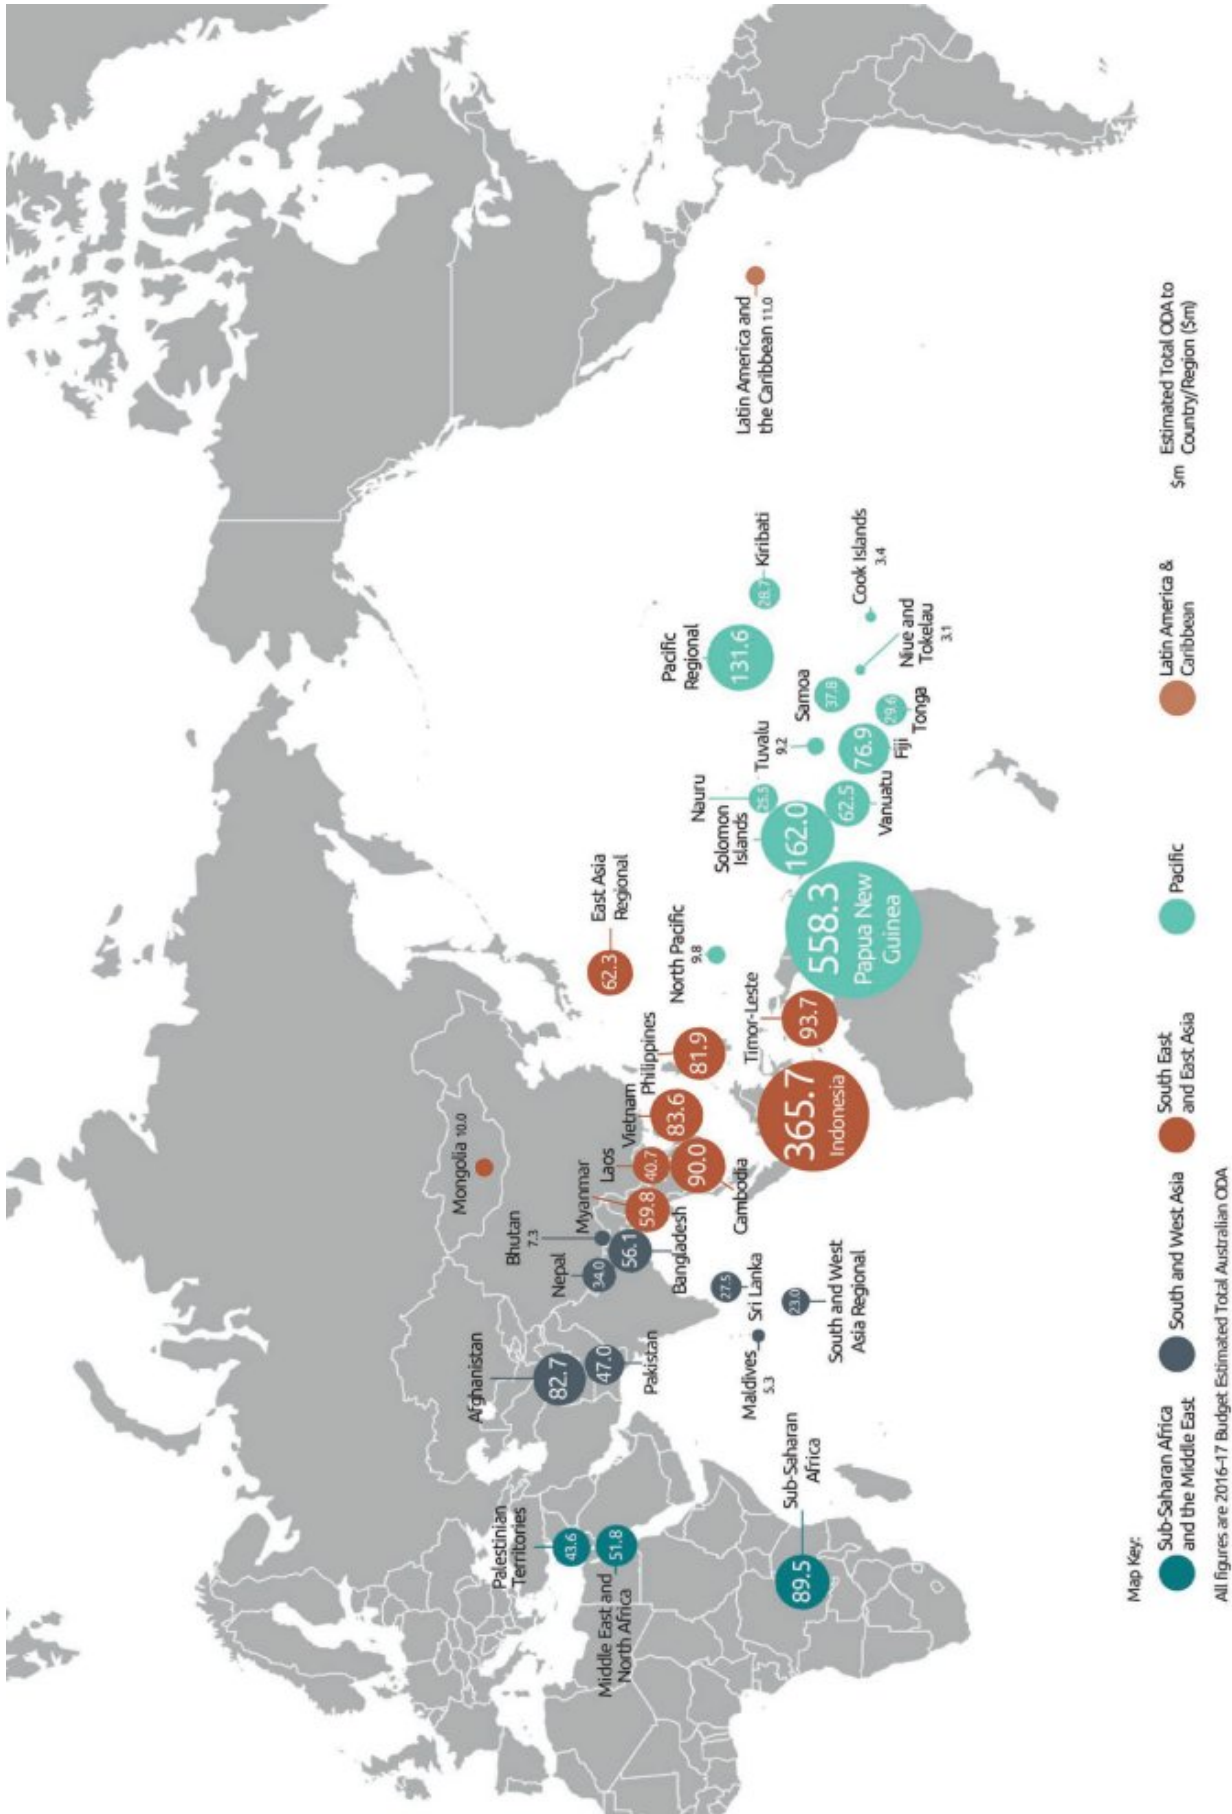 Palestinian
Territories
43.6
51.8
Middle East and
North Africa
Sub-Saharan
Africa
89.5
Afghanistan
82.7
47.0
Pakistan
Nepal
34.0
Bhutan
7.3
56.1
Bangladesh
Maldives
5.3
Sri Lanka
27.5
23.0
South and West
Asia Regional
Mongolia 10.0
Myanmar
59.8
Laos
40.7
Vietnam
83.6
90.0
Cambodia
Philippines
81.9
East Asia
Regional
62.3
365.7
Indonesia
Timor-Leste
93.7
North Pacific
9.8
558.3
Papua New
Guinea
Solomon
Islands
162.0
Nauru
25.5
62.5
Vanuatu
Tuvalu
9.2
76.9
Fiji
Samoa
37.8
29.6
Tonga
Pacific
Regional
131.6
28.7
Kiribati
Niue and
Tokelau
3.1
Cook Islands
3.4
Latin America and
the Caribbean 11.0
Map Key:
Sub-Saharan Africa
and the Middle East
South and West Asia
South East
and East Asia
Pacific
Latin America &
Caribbean
$m
Estimated Total ODA to
Country/Region ($m)
All figures are 2016–17 Budget Estimated Total Australian ODA